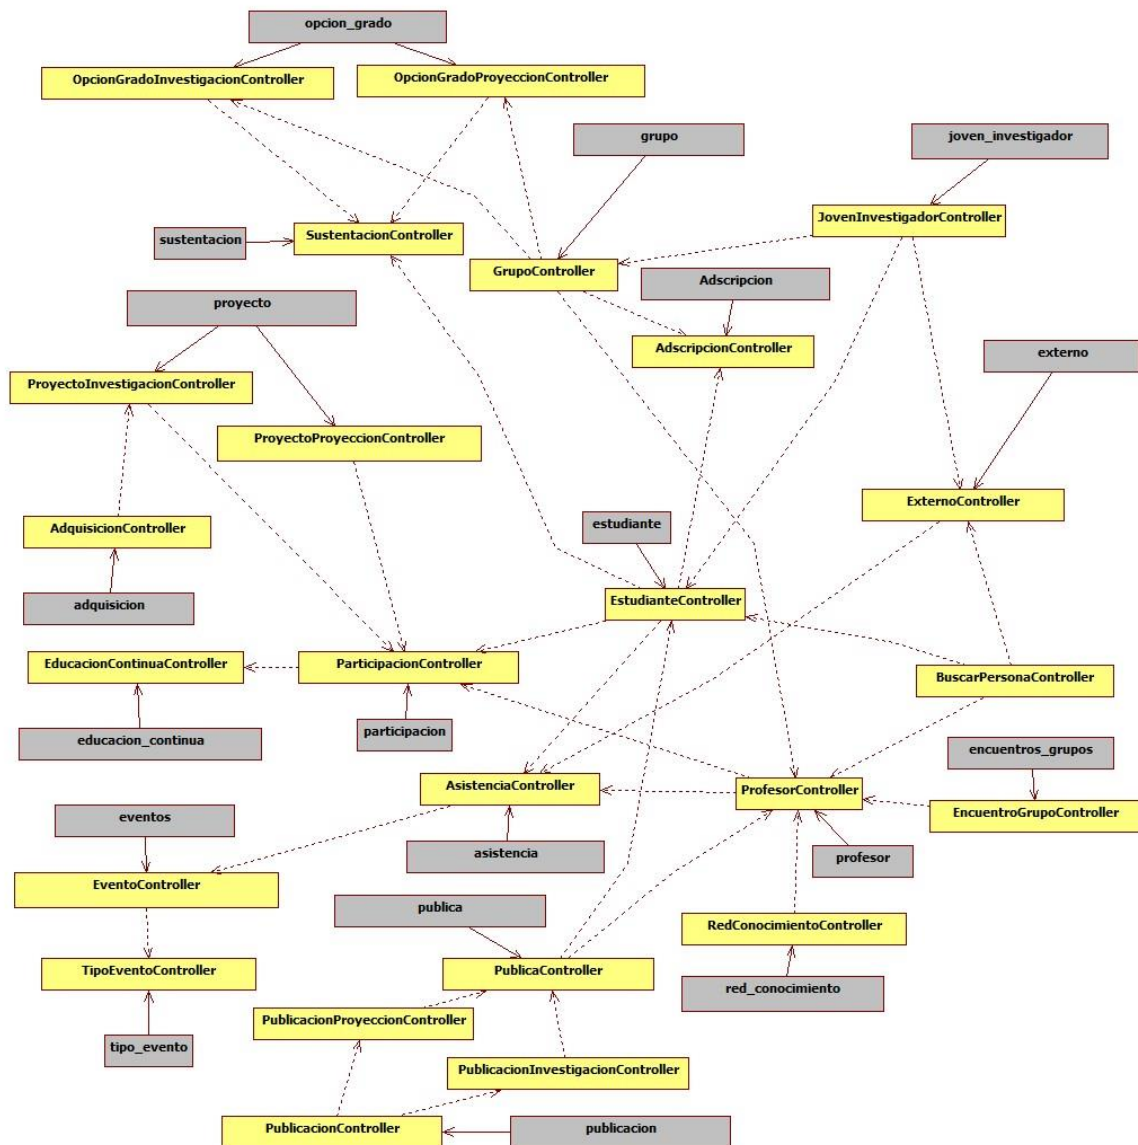 opcion_grado
OpcionGradoInvestigacionController
OpcionGradoProyeccionController
grupo
joven_investigador
JovenInvestigadorController
sustentacion
SustentacionController
GrupoController
Adscripcion
proyecto
AdscripcionController
externo
ProyectoInvestigacionController
ProyectoProyeccionController
ExternoController
AdquisicionController
estudiante
adquisicion
EstudianteController
EducacionContinuaController
ParticipacionController
BuscarPersonaController
educacion_continua
participacion
encuentros_grupos
AsistenciaController
ProfesorController
EncuentroGrupoController
eventos
asistencia
profesor
EventoController
publica
RedConocimientoController
TipoEventoController
PublicaController
red_conocimiento
PublicacionProyeccionController
tipo_evento
PublicacionInvestigacionController
PublicacionController
publicacion